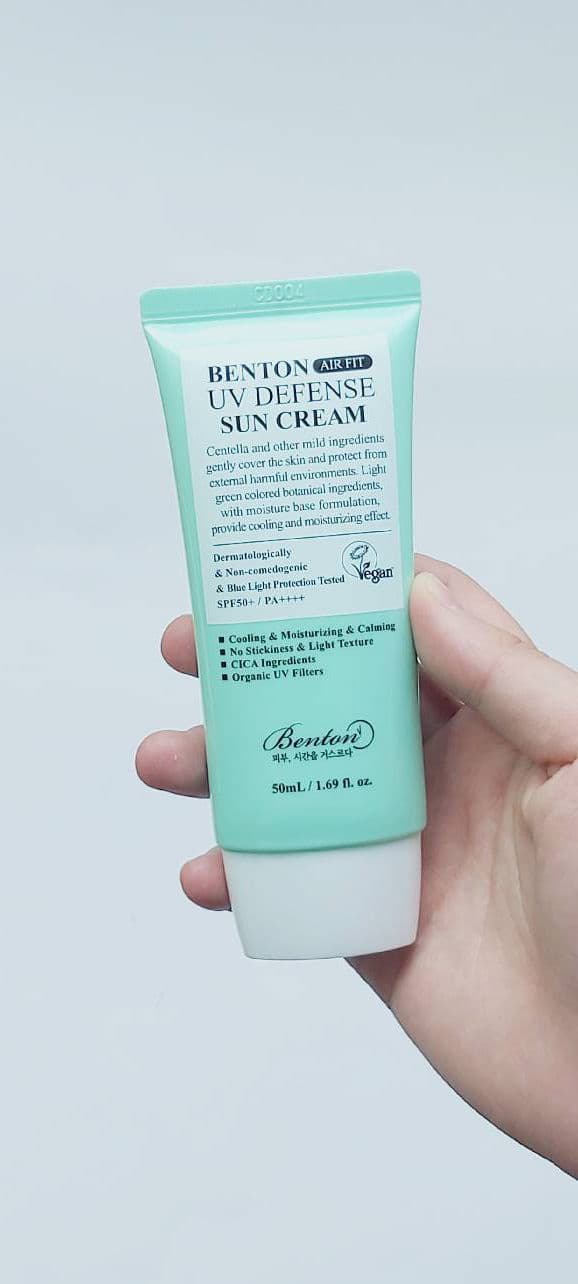 CD004
BENTON AIR FIT
UV DEFENSE
SUN CREAM
Centella and other mild ingredients
gently cover the skin and protect from
external harmful environments. Light
green colored botanical ingredients,
with moisture base formulation,
provide cooling and moisturizing effect.
Dermatologically
& Non-comedogenic
& Blue Light Protection Tested
SPF50+ / PA++++
Vegan
■ Cooling & Moisturizing & Calming
■ No Stickiness & Light Texture
■ CICA Ingredients
■ Organic UV Filters
Benton
피부, 시간을 거스르다
50mL / 1.69 fl. oz.